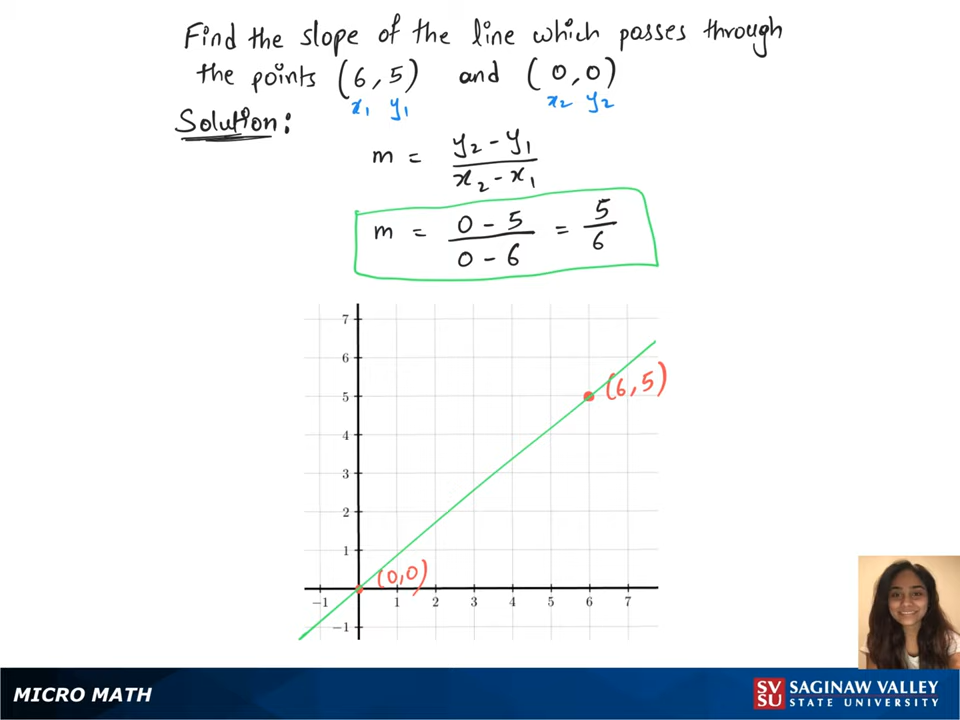 Find the slope of the line which passes through
the points (6, 5) and (0, 0)
x₁ y₁ x₂ y₂
Solution:
m = y₂ - y₁ / x₂ - x₁
m = 0 - 5 / 0 - 6 = 5 / 6
7
6
(6, 5)
5
4
3
2
1
(0,0)
−1 1 2 3 4 5 6 7
−1
MICRO MATH
SV SU SAGINAW VALLEY
STATE UNIVERSITY